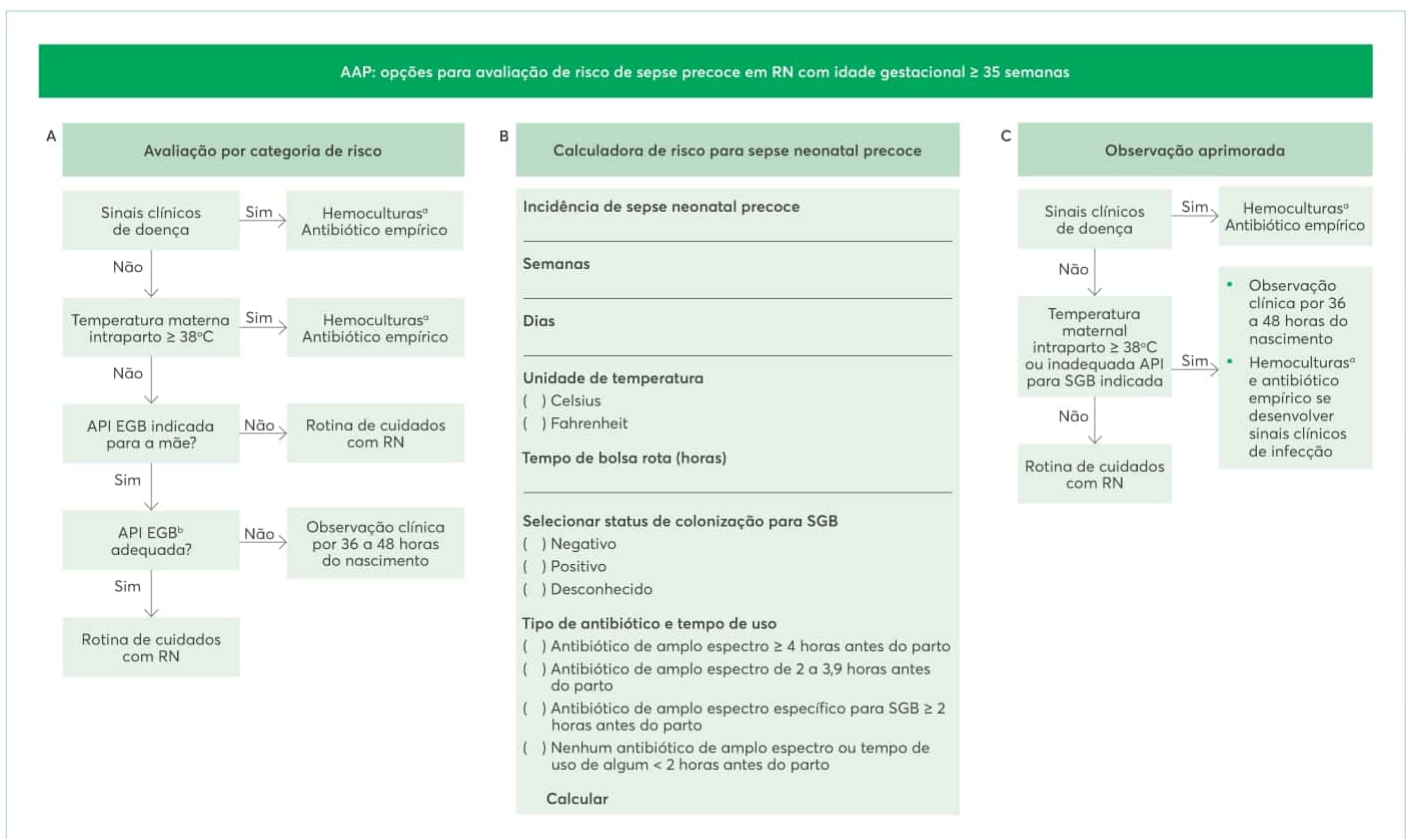 AAP: opções para avaliação de risco de sepse precoce em RN com idade gestacional ≥ 35 semanas
A
Avaliação por categoria de risco
Sinais clínicos
de doença
Sim
Hemoculturasª
Antibiótico empírico
Não
Temperatura materna
intraparto ≥ 38ºC
Sim
Hemoculturasª
Antibiótico empírico
Não
API EGB indicada
para a mãe?
Não
Rotina de cuidados
com RN
Sim
API EGBᵇ
adequada?
Não
Observação clínica
por 36 a 48 horas
do nascimento
Sim
Rotina de cuidados
com RN
B
Calculadora de risco para sepse neonatal precoce
Incidência de sepse neonatal precoce
Semanas
Dias
Unidade de temperatura
( ) Celsius
( ) Fahrenheit
Tempo de bolsa rota (horas)
Selecionar status de colonização para SGB
( ) Negativo
( ) Positivo
( ) Desconhecido
Tipo de antibiótico e tempo de uso
( ) Antibiótico de amplo espectro ≥ 4 horas antes do parto
( ) Antibiótico de amplo espectro de 2 a 3,9 horas antes
do parto
( ) Antibiótico de amplo espectro específico para SGB ≥ 2
horas antes do parto
( ) Nenhum antibiótico de amplo espectro ou tempo de
uso de algum < 2 horas antes do parto
Calcular
C
Observação aprimorada
Sinais clínicos
de doença
Sim
Hemoculturasª
Antibiótico empírico
Não
Temperatura
maternal
intraparto ≥ 38ºC
ou inadequada API
para SGB indicada
Sim
• Observação
clínica por 36
a 48 horas do
nascimento
• Hemoculturasª
e antibiótico
empírico se
desenvolver
sinais clínicos
de infecção
Não
Rotina de cuidados
com RN